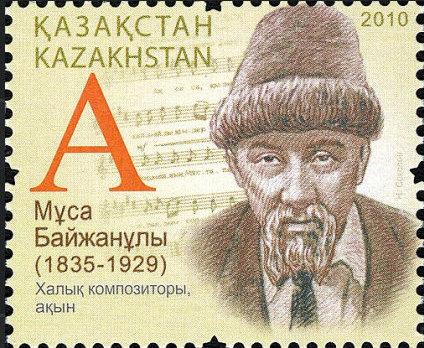 ҚАЗАҚСТАН 2010
KAZAKHSTAN
A
Мұса
Байжанұлы
(1835-1929)
Халық композиторы,
ақын